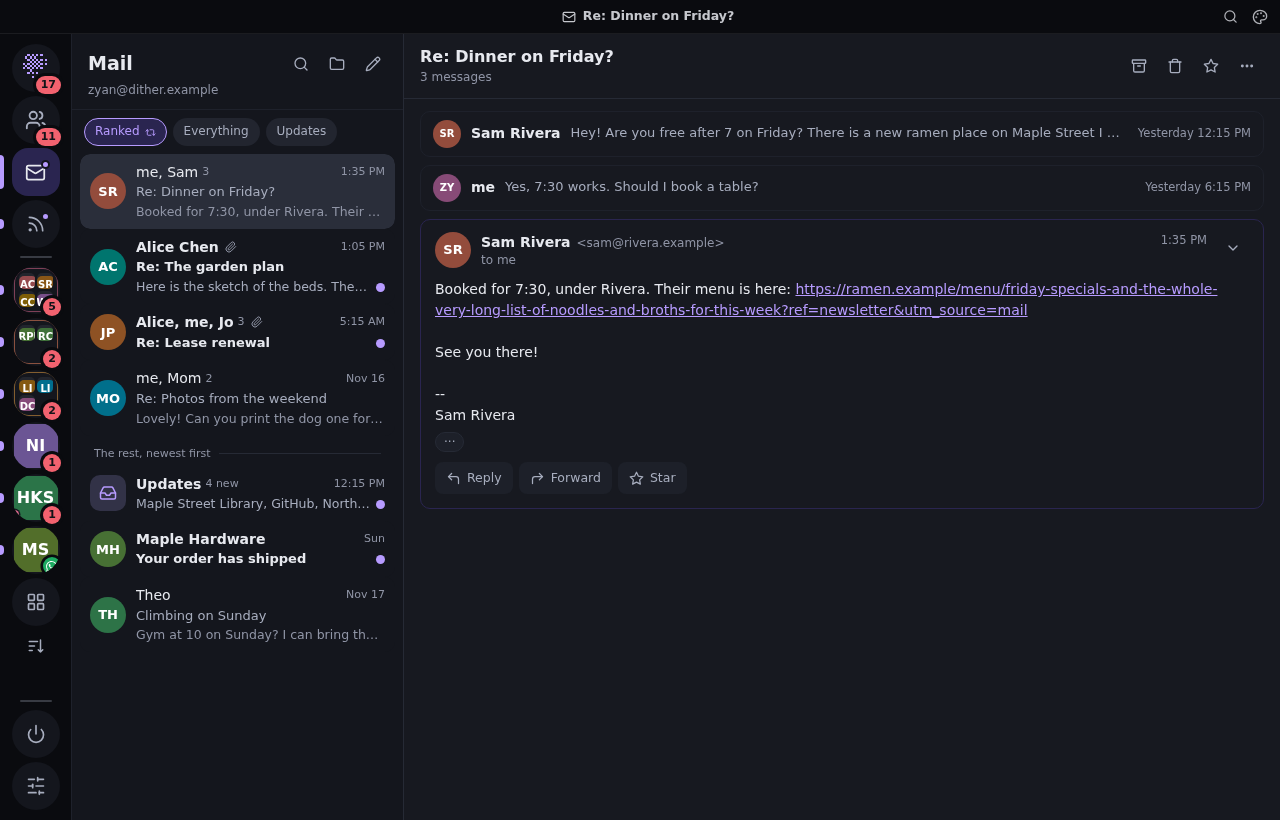 Re: Dinner on Friday?
17
11
5
2
2
1
1
AC
SR
CC
RP
RC
LI
LI
DC
NI
HKS
MS
Mail
zyan@dither.example
Ranked
Everything
Updates
SR
me, Sam 3
1:35 PM
Re: Dinner on Friday?
Booked for 7:30, under Rivera. Their …
AC
Alice Chen
1:05 PM
Re: The garden plan
Here is the sketch of the beds. The…
JP
Alice, me, Jo 3
5:15 AM
Re: Lease renewal
MO
me, Mom 2
Nov 16
Re: Photos from the weekend
Lovely! Can you print the dog one for…
The rest, newest first
Updates 4 new
12:15 PM
Maple Street Library, GitHub, North…
MH
Maple Hardware
Sun
Your order has shipped
TH
Theo
Nov 17
Climbing on Sunday
Gym at 10 on Sunday? I can bring th…
Re: Dinner on Friday?
3 messages
SR
Sam Rivera Hey! Are you free after 7 on Friday? There is a new ramen place on Maple Street I …
Yesterday 12:15 PM
ZY
me Yes, 7:30 works. Should I book a table?
Yesterday 6:15 PM
SR
Sam Rivera <sam@rivera.example>
1:35 PM
to me
Booked for 7:30, under Rivera. Their menu is here: https://ramen.example/menu/friday-specials-and-the-whole-
very-long-list-of-noodles-and-broths-for-this-week?ref=newsletter&utm_source=mail
See you there!
--
Sam Rivera
...
Reply
Forward
Star